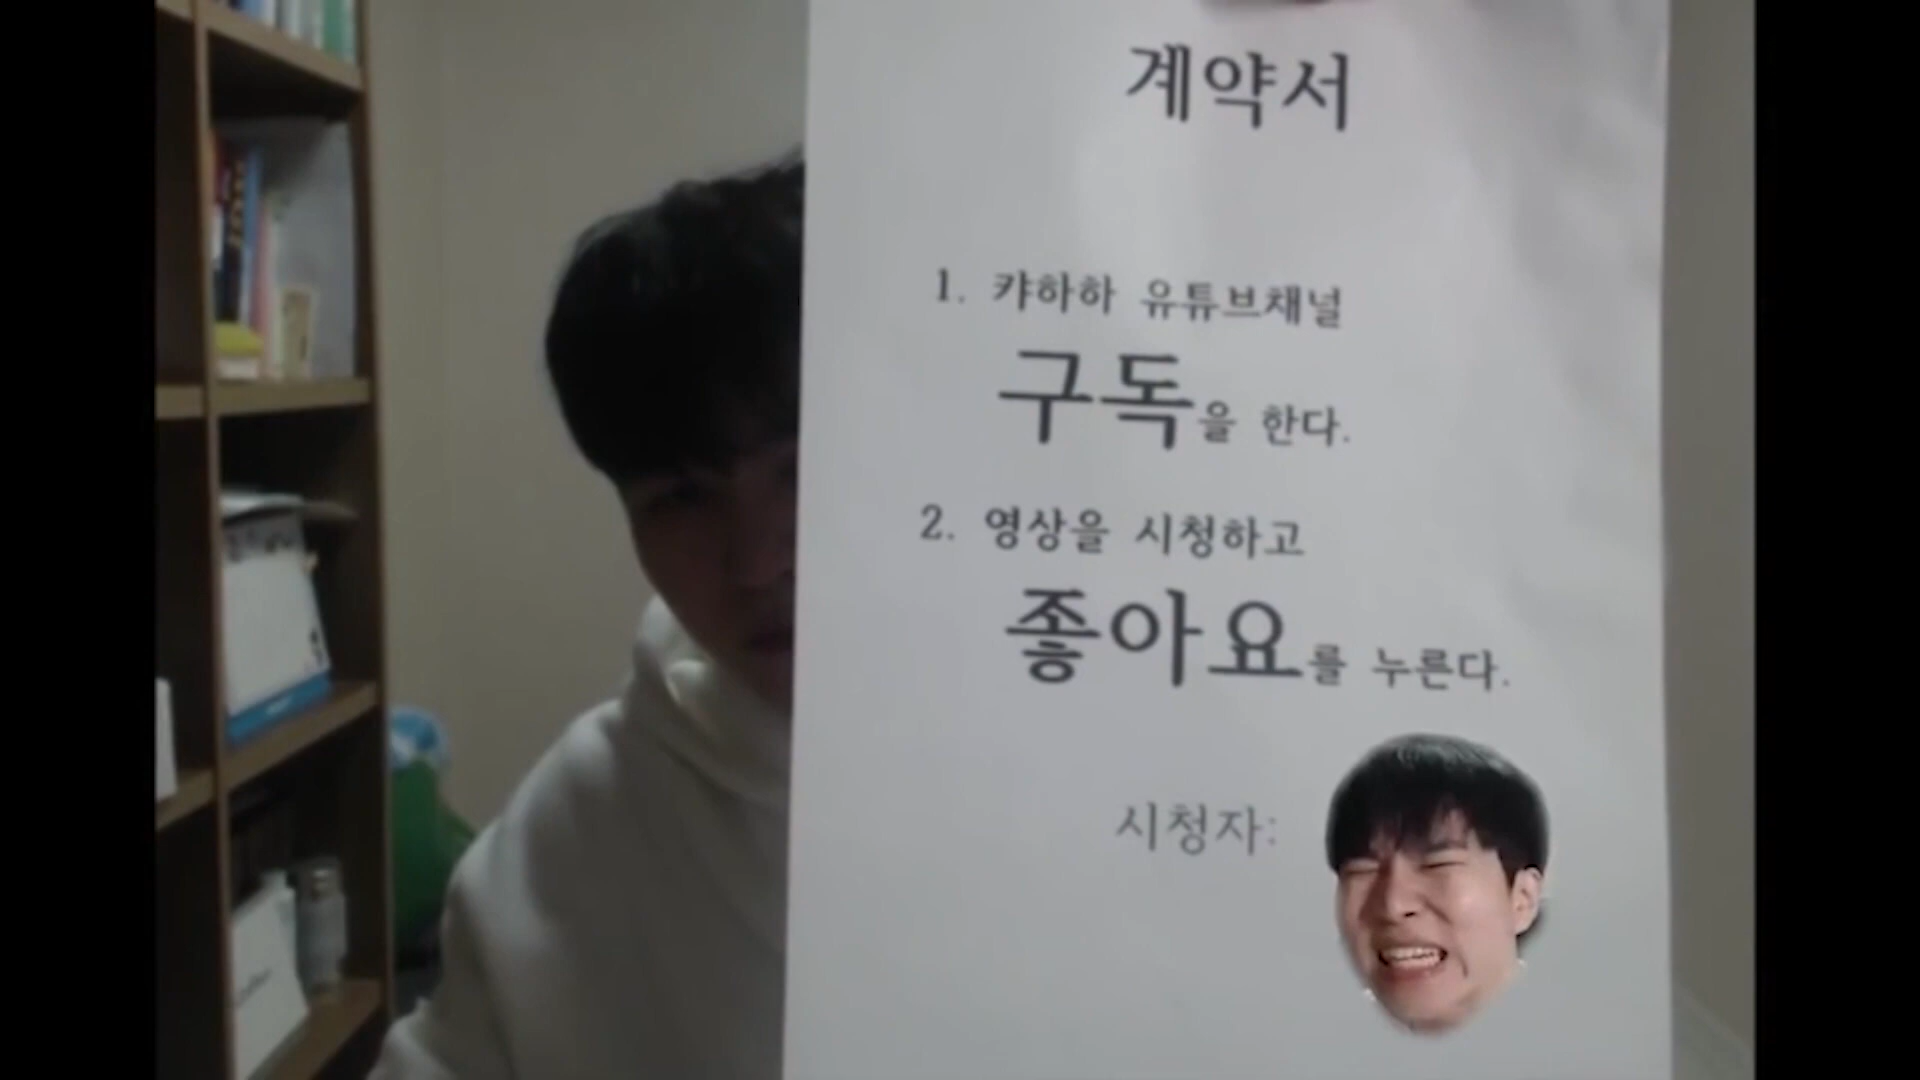 계약서
1. 캬하하 유튜브채널
구독을 한다.
2. 영상을 시청하고
좋아요를 누른다.
시청자: